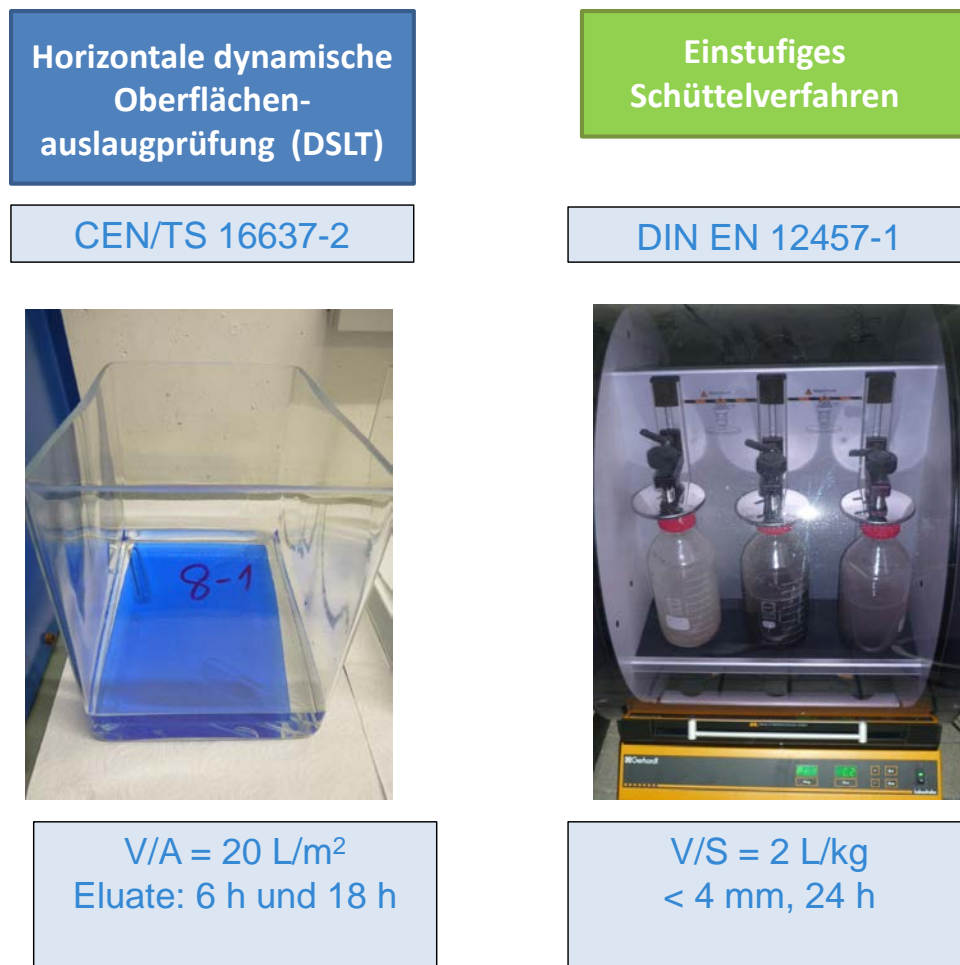 Horizontale dynamische
Oberflächen-
auslaugprüfung (DSLT)
CEN/TS 16637-2
8-1
V/A = 20 L/m²
Eluate: 6 h und 18 h
Einstufiges
Schüttelverfahren
DIN EN 12457-1
Gerhardt
V/S = 2 L/kg
< 4 mm, 24 h